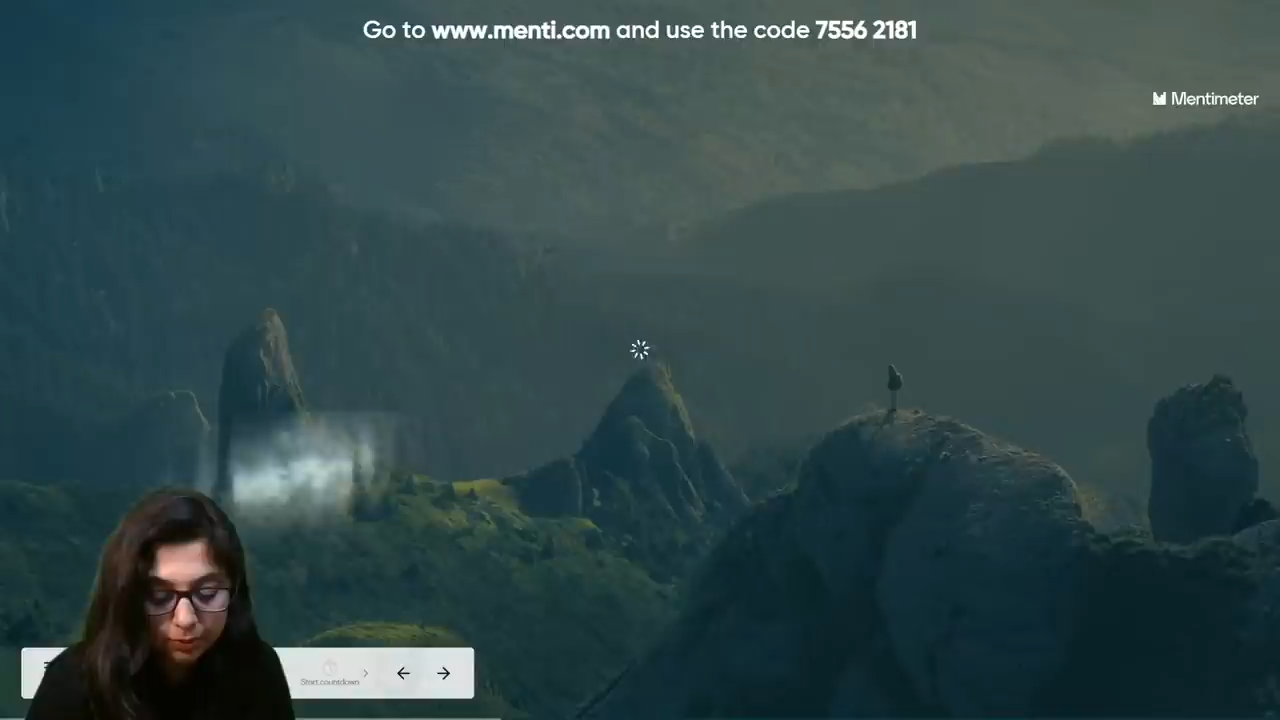 Go to www.menti.com and use the code 7556 2181
Mentimeter
Start countdown